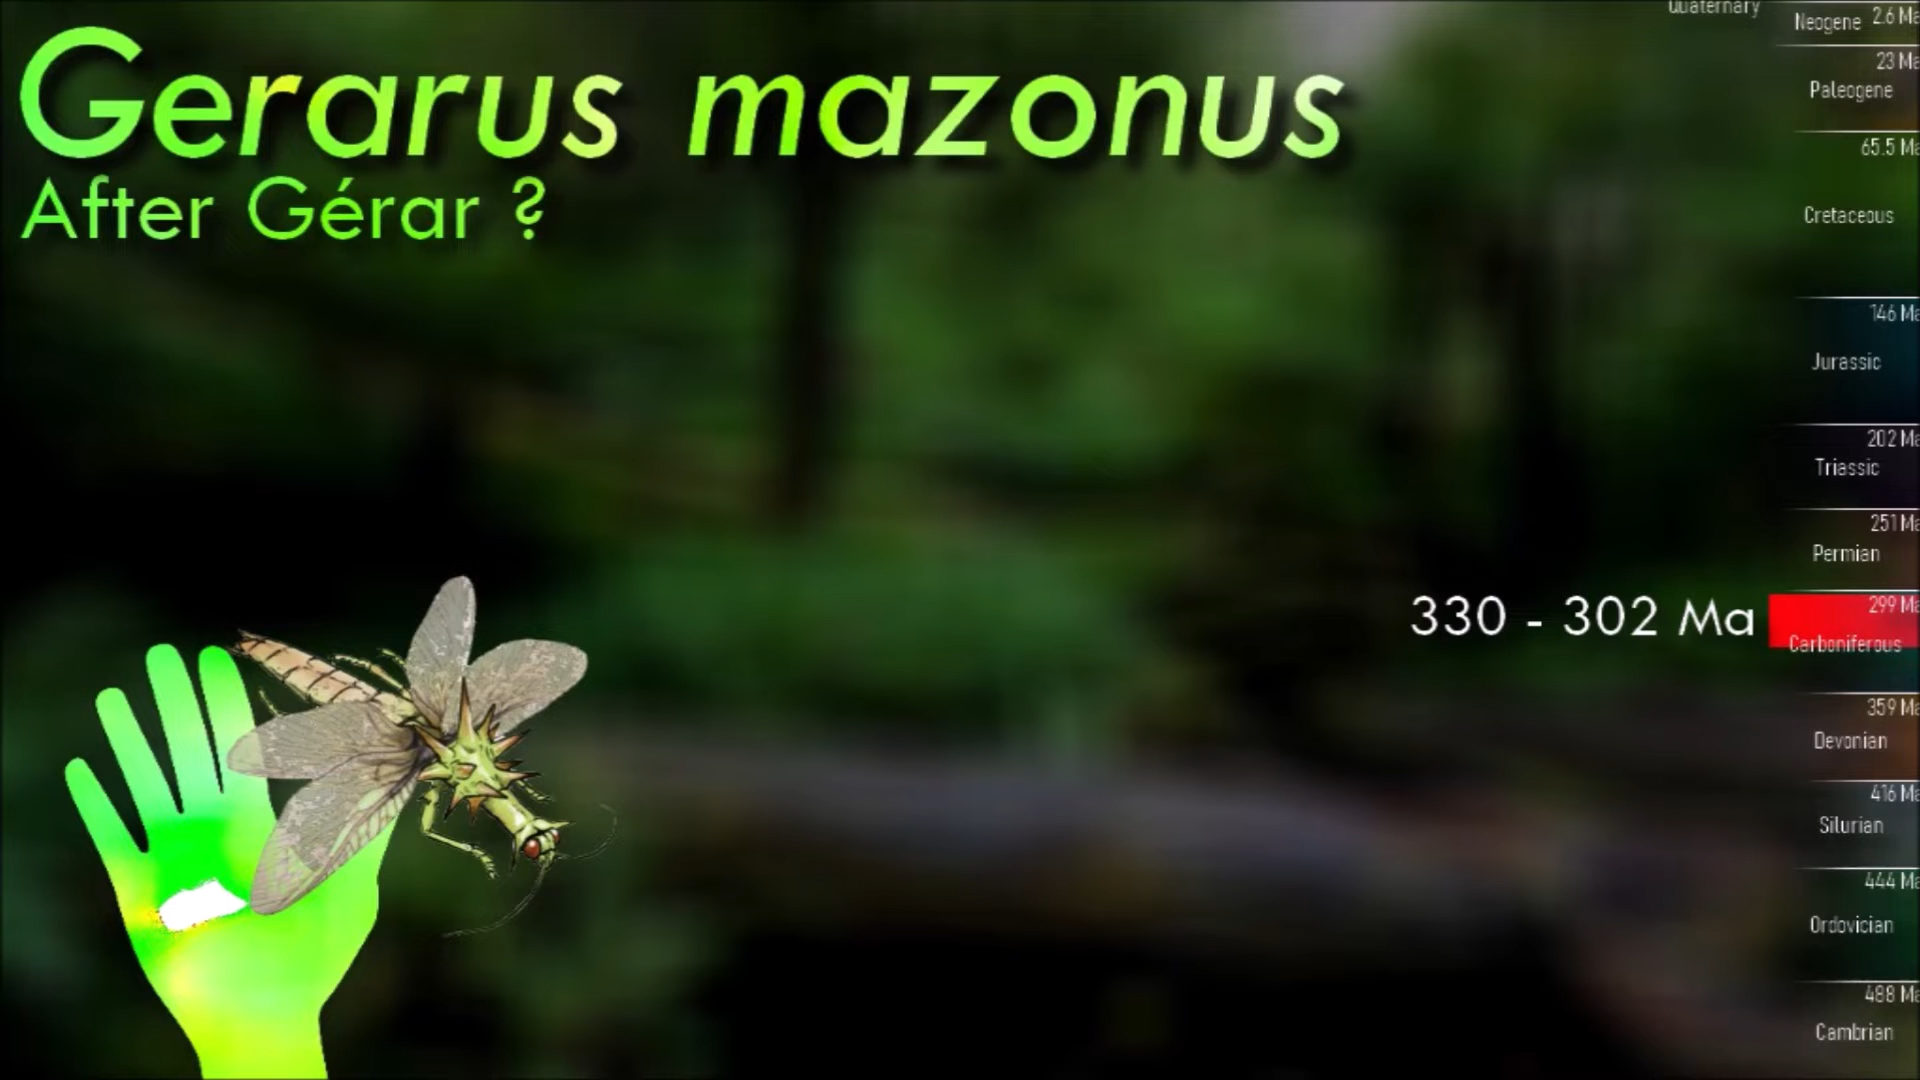 Gerarus mazonus
After Gérar ?
Quaternary
2.6 Ma
Neogene
23 Ma
Paleogene
65.5 Ma
Cretaceous
146 Ma
Jurassic
202 Ma
Triassic
251 Ma
Permian
330 - 302 Ma
299 Ma
Carboniferous
359 Ma
Devonian
416 Ma
Silurian
444 Ma
Ordovician
488 Ma
Cambrian